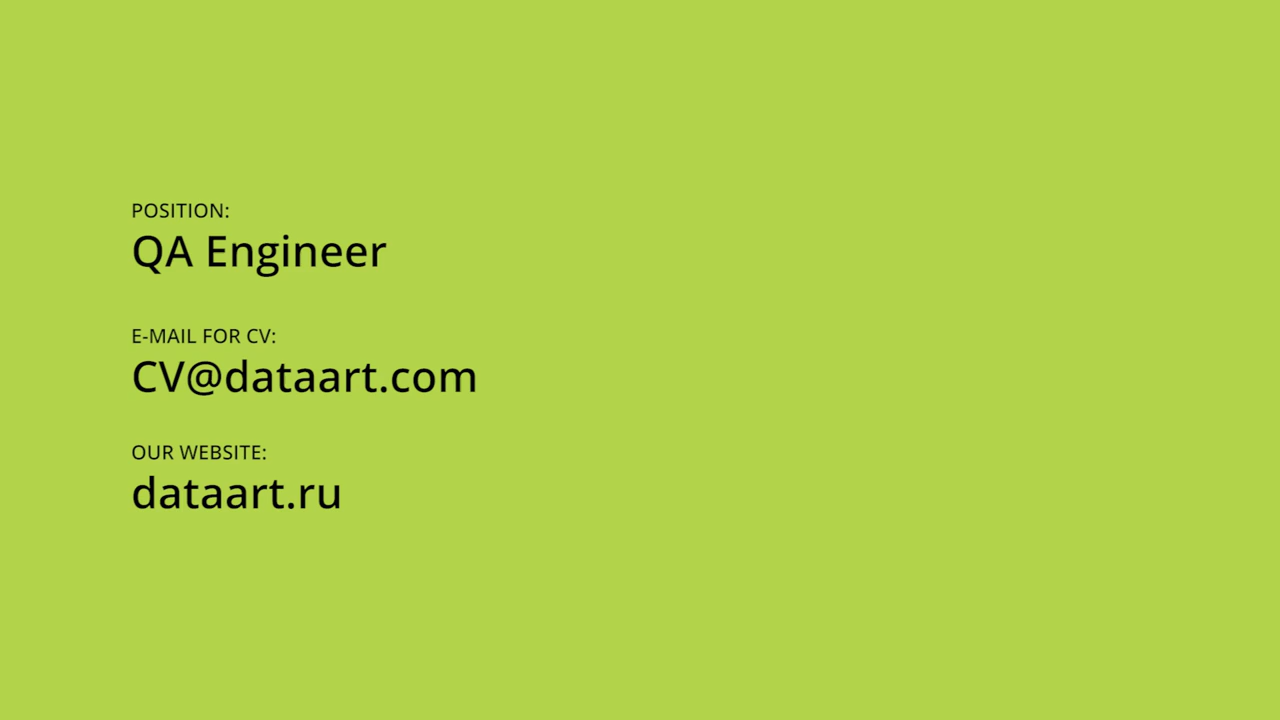 POSITION:
QA Engineer
E-MAIL FOR CV:
CV@dataart.com
OUR WEBSITE:
dataart.ru